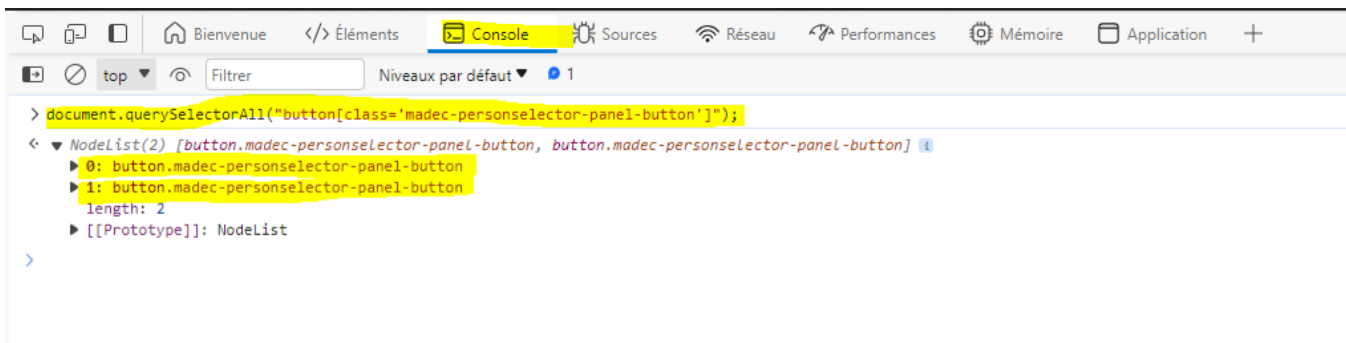 Bienvenue </> Éléments Console Sources Réseau Performances Mémoire Application +
top ▼ Filtrer Niveaux par défaut ▼ 1
> document.querySelectorAll("button[class='madec-personselector-panel-button']");
<· ▼ NodeList(2) [button.madec-personselector-panel-button, button.madec-personselector-panel-button] i
▶ 0: button.madec-personselector-panel-button
▶ 1: button.madec-personselector-panel-button
length: 2
▶ [[Prototype]]: NodeList
>